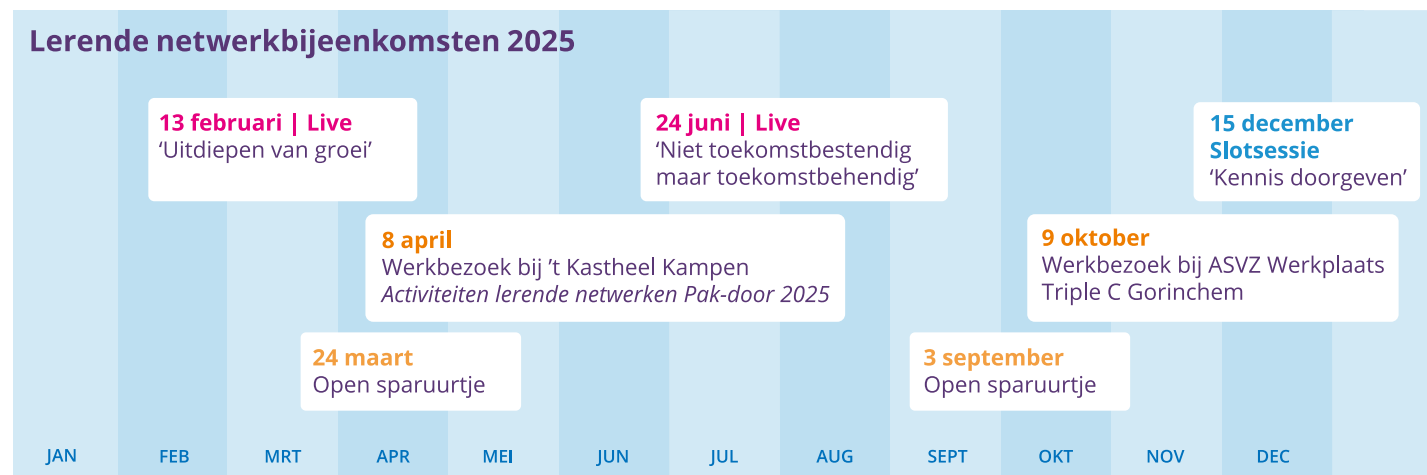 Lerende netwerkbijeenkomsten 2025
13 februari | Live
‘Uitdiepen van groei’
24 juni | Live
‘Niet toekomstbestendig
maar toekomstbehendig’
15 december
Slotsessie
‘Kennis doorgeven’
8 april
Werkbezoek bij ’t Kastheel Kampen
Activiteiten lerende netwerken Pak-door 2025
9 oktober
Werkbezoek bij ASVZ Werkplaats
Triple C Gorinchem
24 maart
Open sparuurtje
3 september
Open sparuurtje
JAN FEB MRT APR MEI JUN JUL AUG SEPT OKT NOV DEC